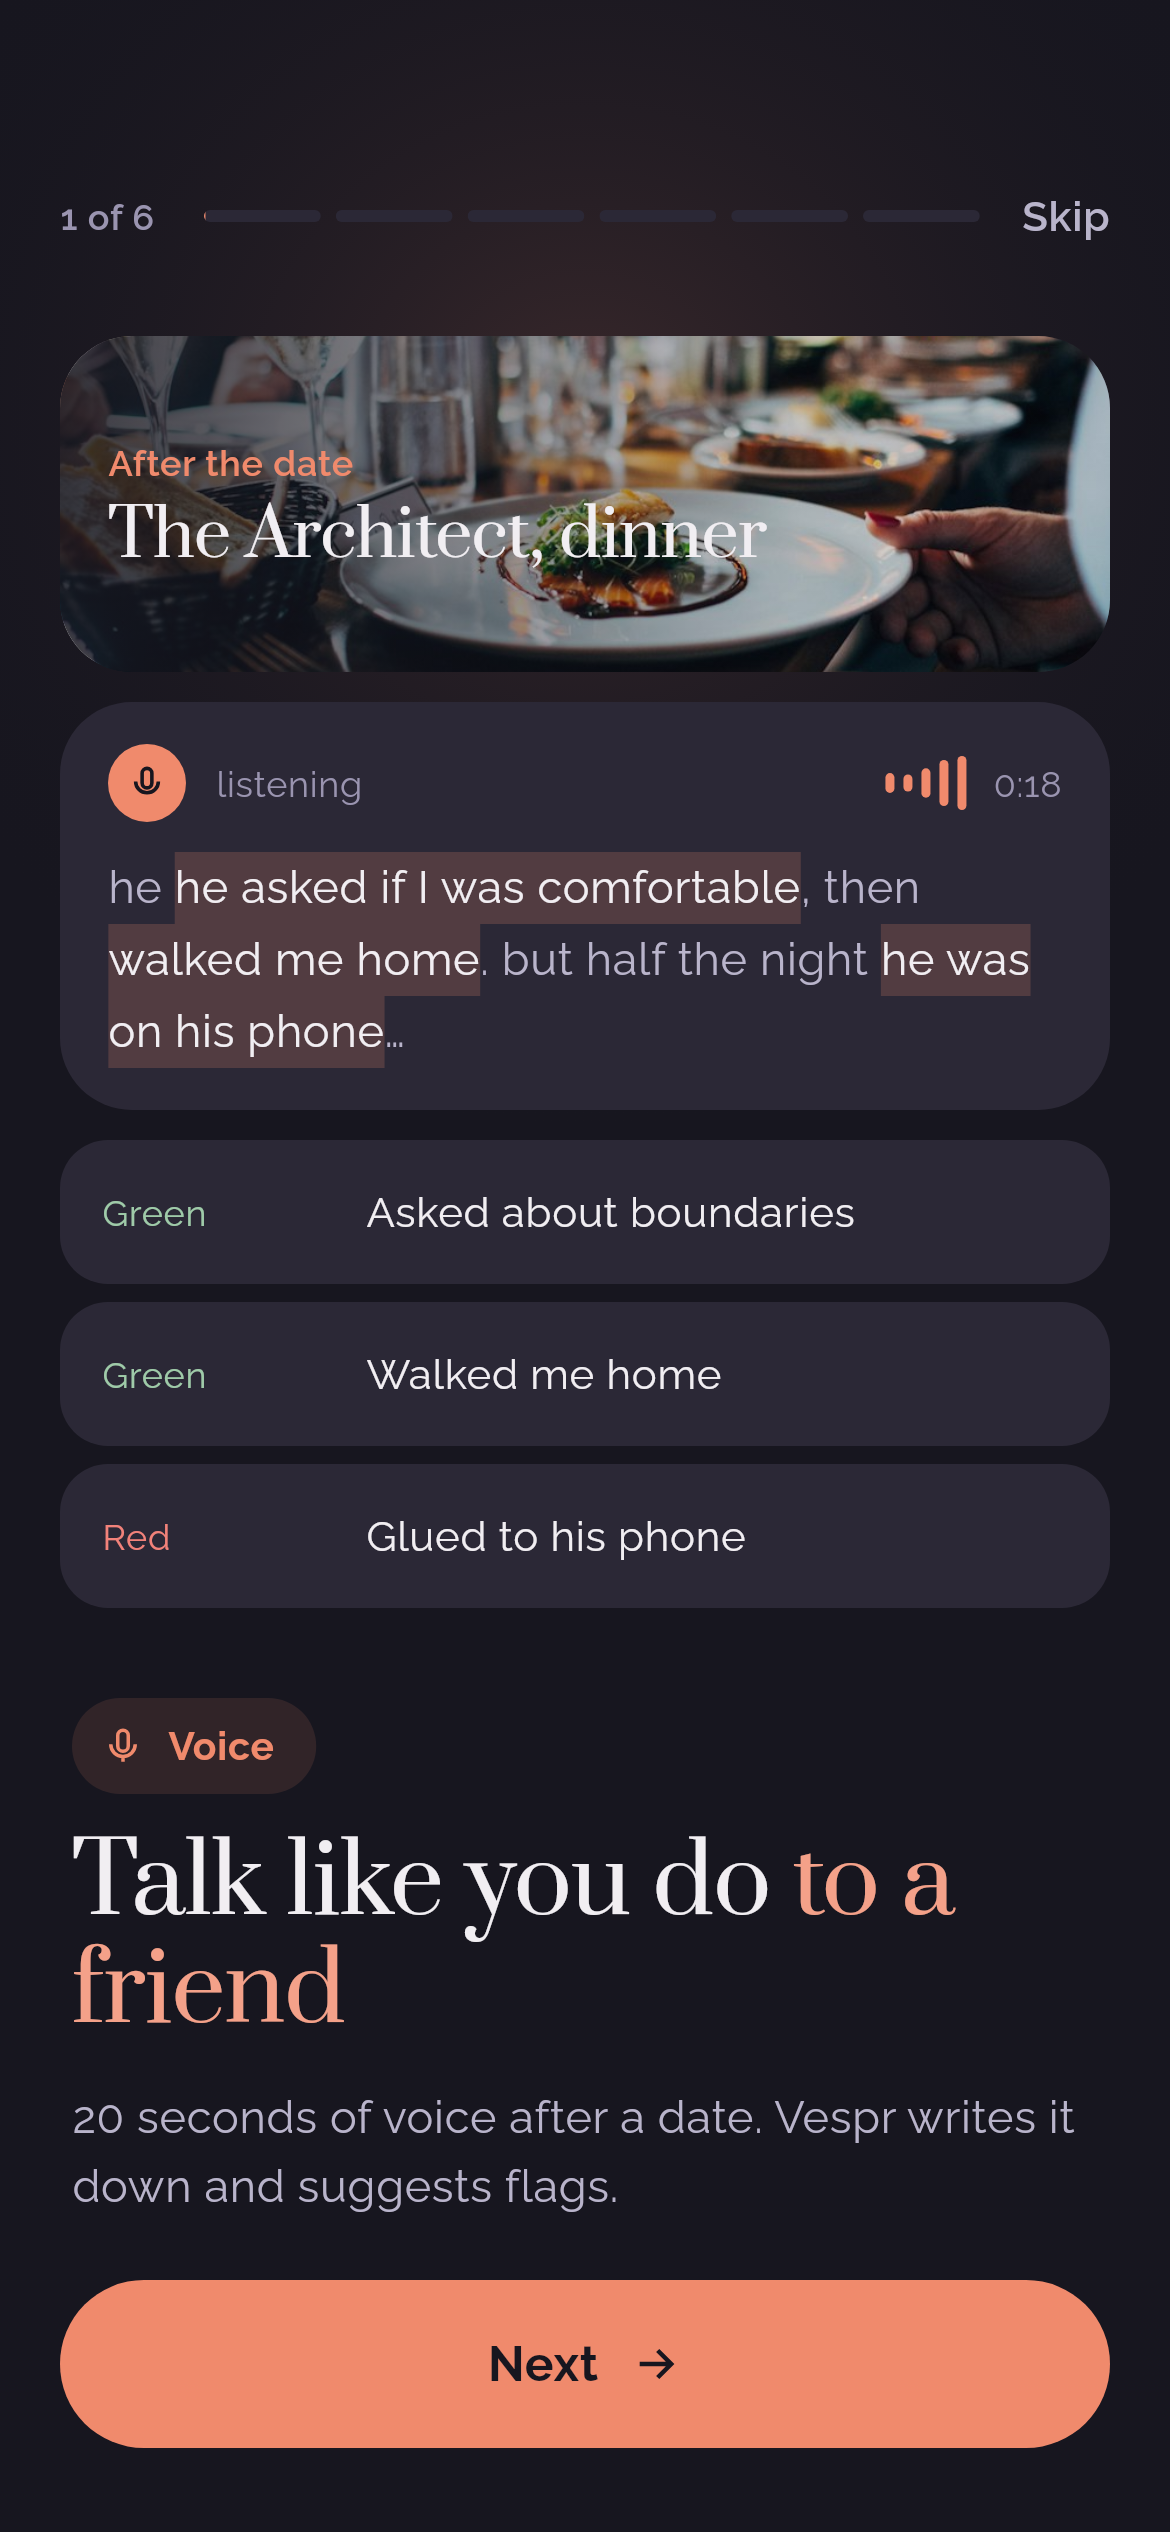 1 of 6
Skip
After the date
The Architect, dinner
listening
0:18
he he asked if I was comfortable, then
walked me home. but half the night he was
on his phone…
Green
Asked about boundaries
Green
Walked me home
Red
Glued to his phone
Voice
Talk like you do to a
friend
20 seconds of voice after a date. Vespr writes it
down and suggests flags.
Next →